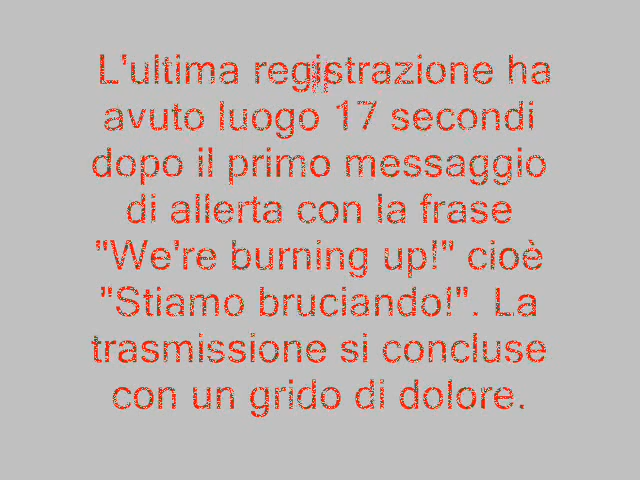 L'ultima registrazione ha
avuto luogo 17 secondi
dopo il primo messaggio
di allerta con la frase
"We're burning up!" cioè
"Stiamo bruciando!". La
trasmissione si concluse
con un grido di dolore.